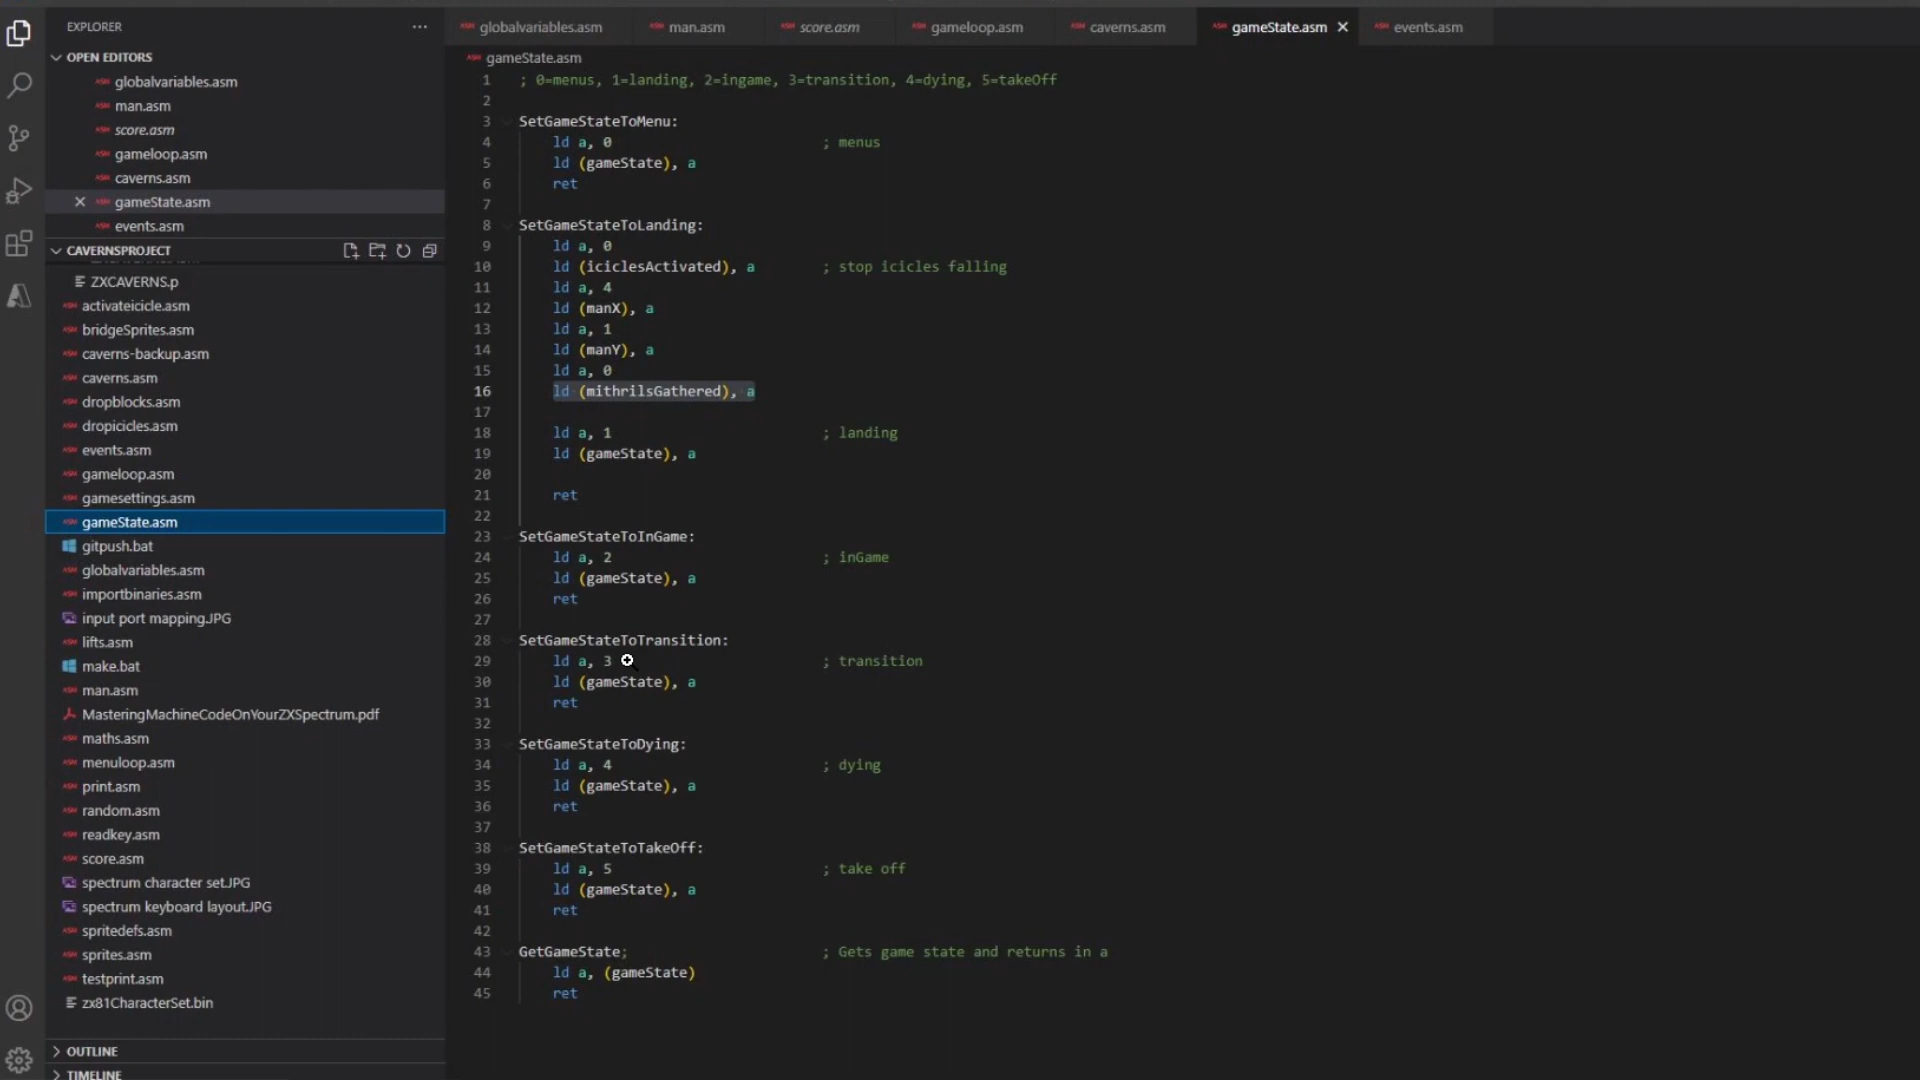 EXPLORER
OPEN EDITORS
globalvariables.asm
man.asm
score.asm
gameloop.asm
caverns.asm
gameState.asm
events.asm
CAVERNSPROJECT
ZXCAVERNS.p
activateicicle.asm
bridgeSprites.asm
caverns-backup.asm
caverns.asm
dropblocks.asm
dropicicles.asm
events.asm
gameloop.asm
gamesettings.asm
gameState.asm
gitpush.bat
globalvariables.asm
importbinaries.asm
input port mapping.JPG
lifts.asm
make.bat
man.asm
MasteringMachineCodeOnYourZXSpectrum.pdf
maths.asm
menuloop.asm
print.asm
random.asm
readkey.asm
score.asm
spectrum character set.JPG
spectrum keyboard layout.JPG
spritedefs.asm
sprites.asm
testprint.asm
zx81CharacterSet.bin
OUTLINE
TIMELINE
globalvariables.asm man.asm score.asm gameloop.asm caverns.asm gameState.asm events.asm
gameState.asm
1 ; 0=menus, 1=landing, 2=ingame, 3=transition, 4=dying, 5=takeOff
2
3 SetGameStateToMenu:
4 ld a, 0 ; menus
5 ld (gameState), a
6 ret
7
8 SetGameStateToLanding:
9 ld a, 0
10 ld (iciclesActivated), a ; stop icicles falling
11 ld a, 4
12 ld (manX), a
13 ld a, 1
14 ld (manY), a
15 ld a, 0
16 ld (mithrilsGathered), a
17
18 ld a, 1 ; landing
19 ld (gameState), a
20
21 ret
22
23 SetGameStateToInGame:
24 ld a, 2 ; inGame
25 ld (gameState), a
26 ret
27
28 SetGameStateToTransition:
29 ld a, 3 ; transition
30 ld (gameState), a
31 ret
32
33 SetGameStateToDying:
34 ld a, 4 ; dying
35 ld (gameState), a
36 ret
37
38 SetGameStateToTakeOff:
39 ld a, 5 ; take off
40 ld (gameState), a
41 ret
42
43 GetGameState; ; Gets game state and returns in a
44 ld a, (gameState)
45 ret